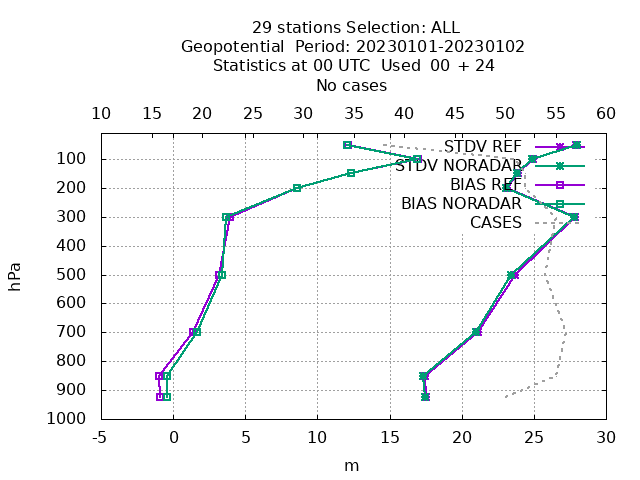 29 stations Selection: ALL
Geopotential  Period: 20230101-20230102
Statistics at 00 UTC  Used  00 + 24
No cases
10 15 20 25 30 35 40 45 50 55 60
STDV REF
STDV NORADAR
BIAS REF
BIAS NORADAR
CASES
100
200
300
400
500
600
700
800
900
1000
hPa
-5 0 5 10 15 20 25 30
m